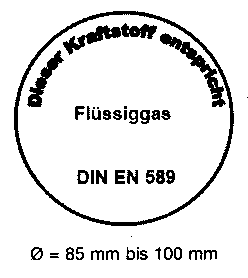 Dieser Kraftstoff entspricht
Flüssiggas
DIN EN 589
Ø = 85 mm bis 100 mm